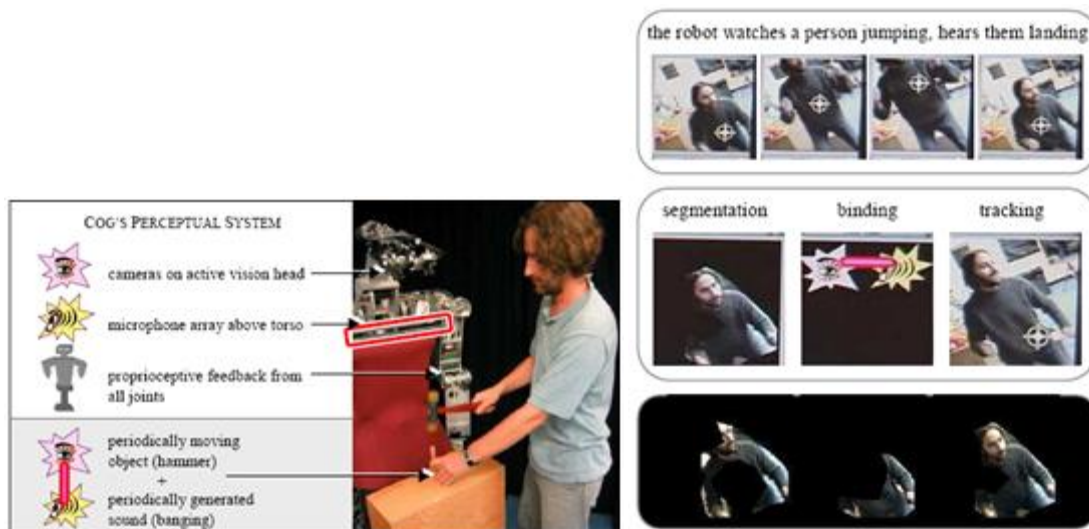 the robot watches a person jumping, hears them landing
segmentation binding tracking
COG'S PERCEPTUAL SYSTEM
cameras on active vision head
microphone array above torso
proprioceptive feedback from
all joints
periodically moving
object (hammer)
+
periodically generated
sound (banging)